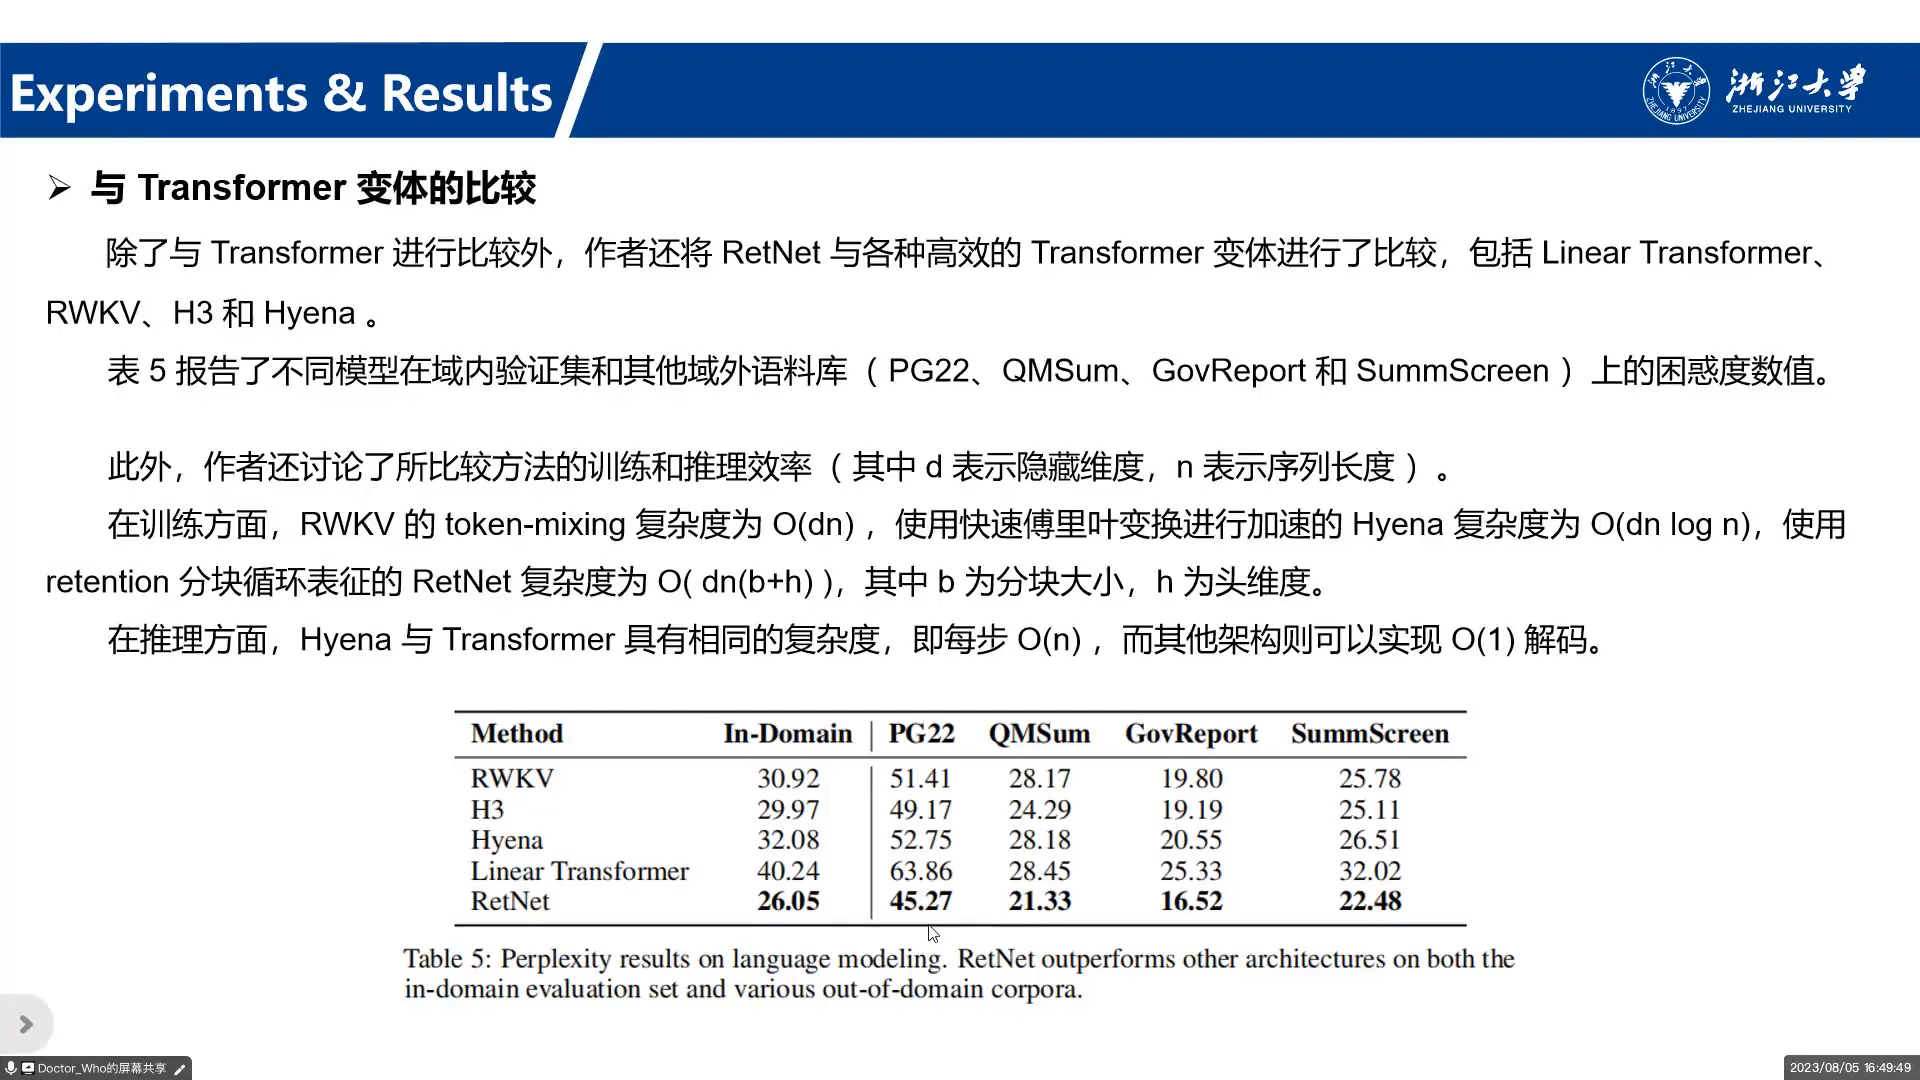 Experiments & Results
浙江大学
ZHEJIANG UNIVERSITY
与 Transformer 变体的比较
除了与 Transformer 进行比较外，作者还将 RetNet 与各种高效的 Transformer 变体进行了比较，包括 Linear Transformer、
RWKV、H3 和 Hyena 。
表 5 报告了不同模型在域内验证集和其他域外语料库（ PG22、QMSum、GovReport 和 SummScreen ）上的困惑度数值。
此外，作者还讨论了所比较方法的训练和推理效率（ 其中 d 表示隐藏维度，n 表示序列长度 ）。
在训练方面，RWKV 的 token-mixing 复杂度为 O(dn) ，使用快速傅里叶变换进行加速的 Hyena 复杂度为 O(dn log n)，使用
retention 分块循环表征的 RetNet 复杂度为 O( dn(b+h) )，其中 b 为分块大小，h 为头维度。
在推理方面，Hyena 与 Transformer 具有相同的复杂度，即每步 O(n) ，而其他架构则可以实现 O(1) 解码。
Method In-Domain PG22 QMSum GovReport SummScreen
RWKV 30.92 51.41 28.17 19.80 25.78
H3 29.97 49.17 24.29 19.19 25.11
Hyena 32.08 52.75 28.18 20.55 26.51
Linear Transformer 40.24 63.86 28.45 25.33 32.02
RetNet 26.05 45.27 21.33 16.52 22.48
Table 5: Perplexity results on language modeling. RetNet outperforms other architectures on both the
in-domain evaluation set and various out-of-domain corpora.
Doctor_Who的屏幕共享
2023/08/05 16:49:49